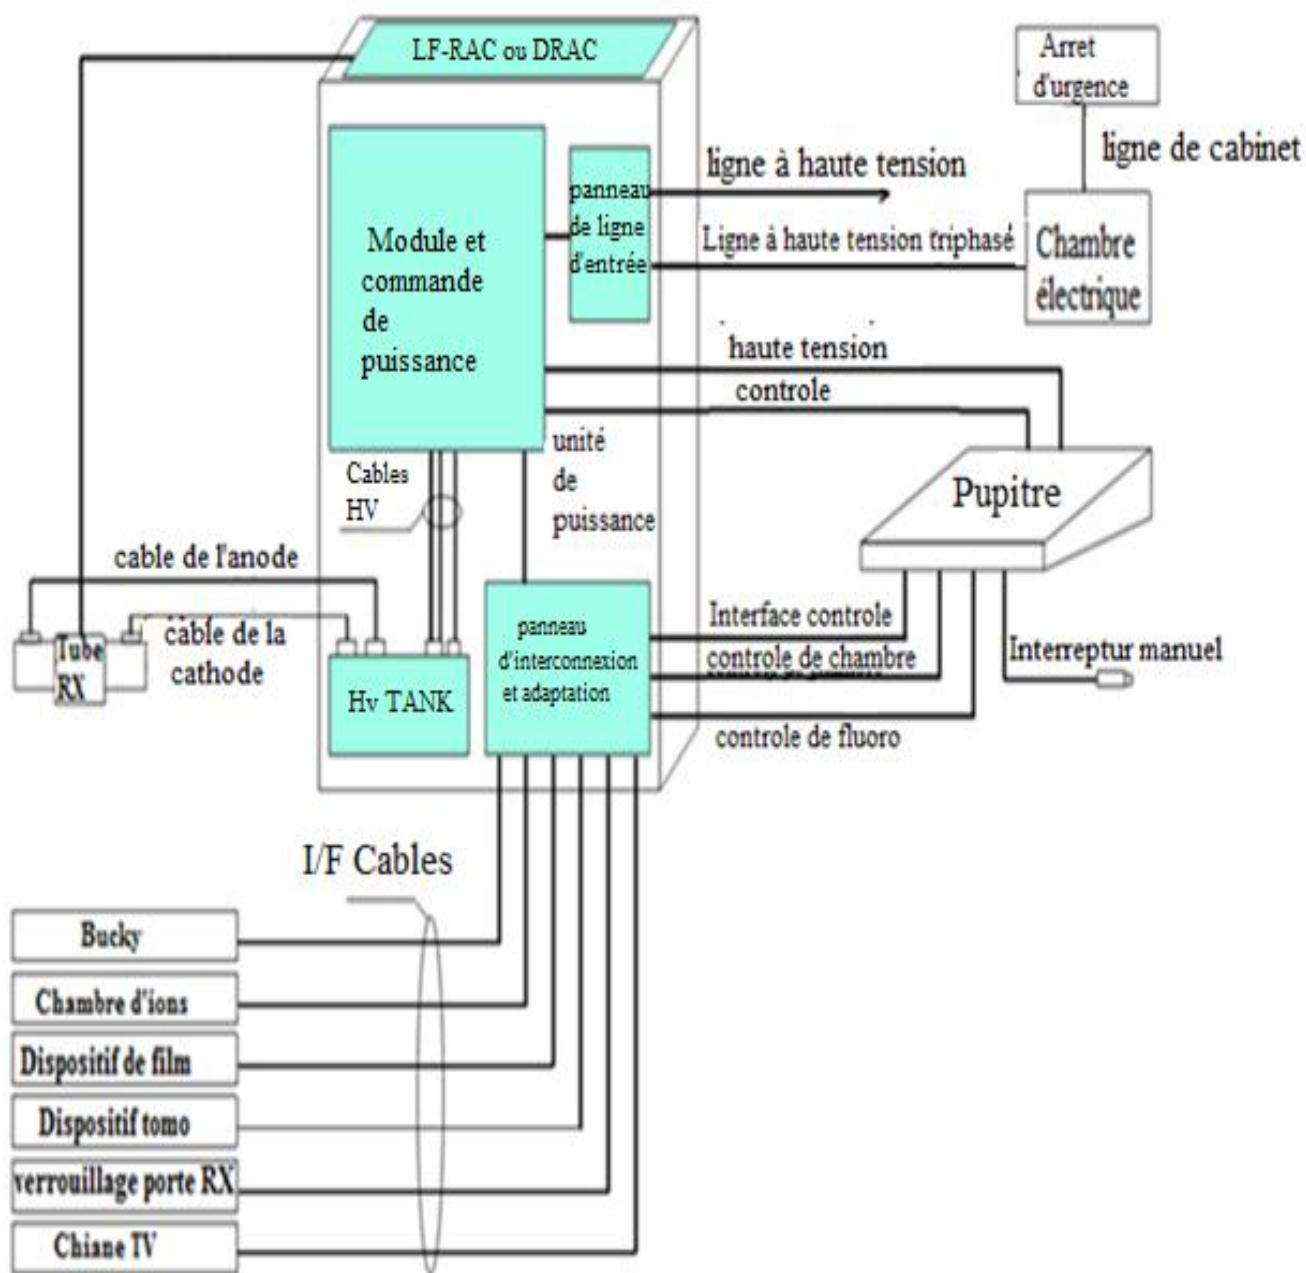 LF-RAC ou DRAC
Arret
d'urgence
ligne de cabinet
ligne à haute tension
panneau
de ligne
d'entrée
Module et
commande
de
puissance
Ligne à haute tension triphasé
Chambre
électrique
haute tension
controle
unité
de
puissance
Cables
HV
Pupitre
cable de l'anode
cable de la
cathode
Tube
RX
Hv TANK
panneau
d'interconnexion
et adaptation
Interface controle
controle de chambre
controle de fluoro
Interreptur manuel
I/F Cables
Bucky
Chambre d'ions
Dispositif de film
Dispositif tomo
verrouillage porte RX
Chiane TV